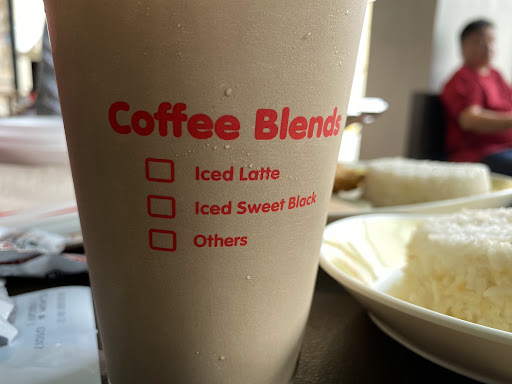 Coffee Blends
Iced Latte
Iced Sweet Black
Others